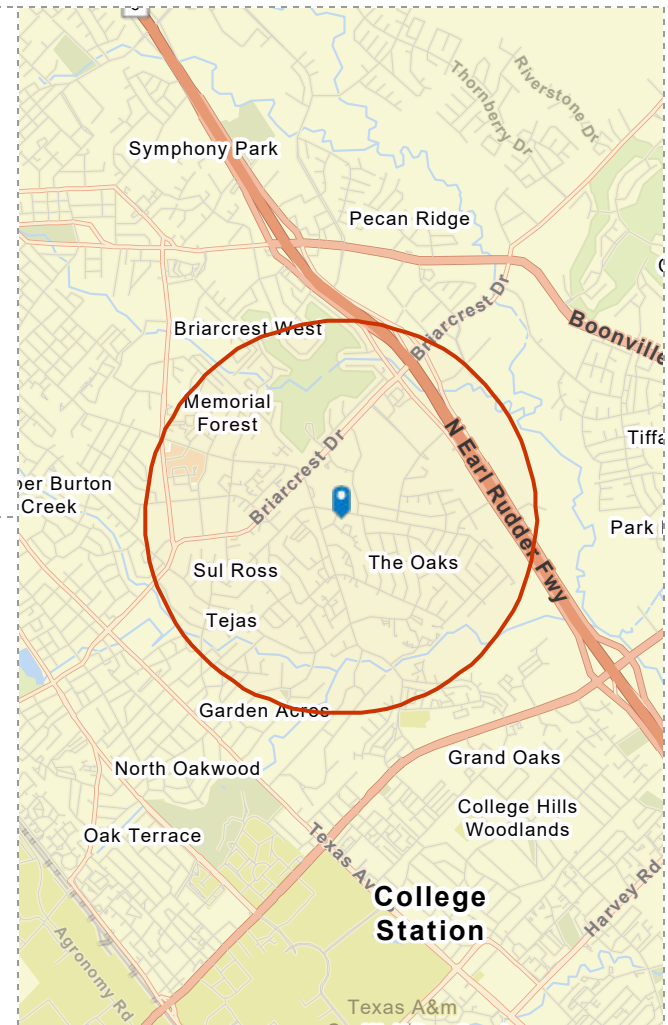 Riverstone Dr
Thornberry Dr
Symphony Park
Pecan Ridge
Briarcrest Dr
Boonville
Briarcrest West
Memorial
Forest
N Earl Rudder Fwy
Briarcrest Dr
Burton
Creek
Park
The Oaks
Sul Ross
Tejas
Garden Acres
Grand Oaks
North Oakwood
College Hills
Woodlands
Oak Terrace
Texas Av
College
Station
Harvey Rd
Agronomy Rd
Texas A&m